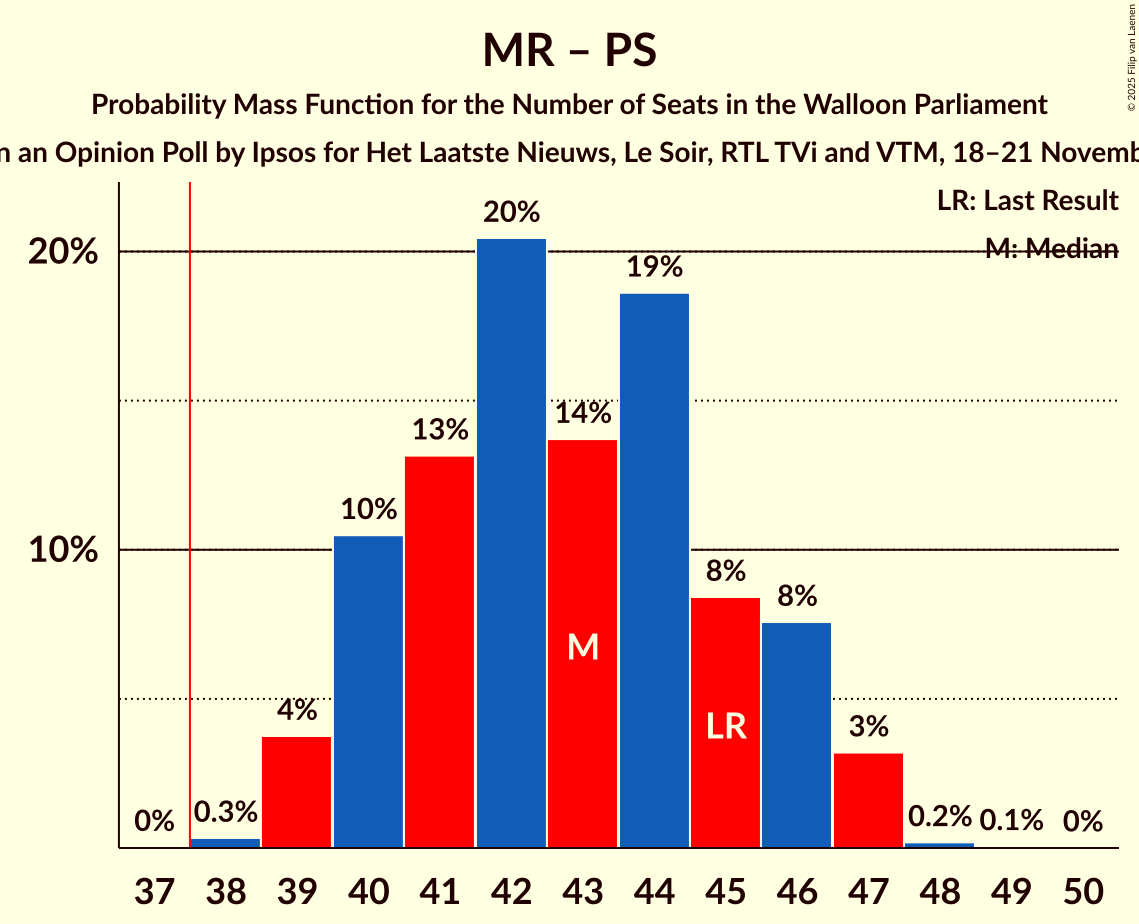 MR – PS
Probability Mass Function for the Number of Seats in the Walloon Parliament
an Opinion Poll by Ipsos for Het Laatste Nieuws, Le Soir, RTL TVi and VTM, 18–21
© 2025 Filip van Laenen
LR: Last Result
M: Median
20%
10%
0%
0.3%
4%
10%
13%
20%
14%
19%
8%
8%
3%
0.2%
0.1%
0%
M
LR
37 38 39 40 41 42 43 44 45 46 47 48 49 50